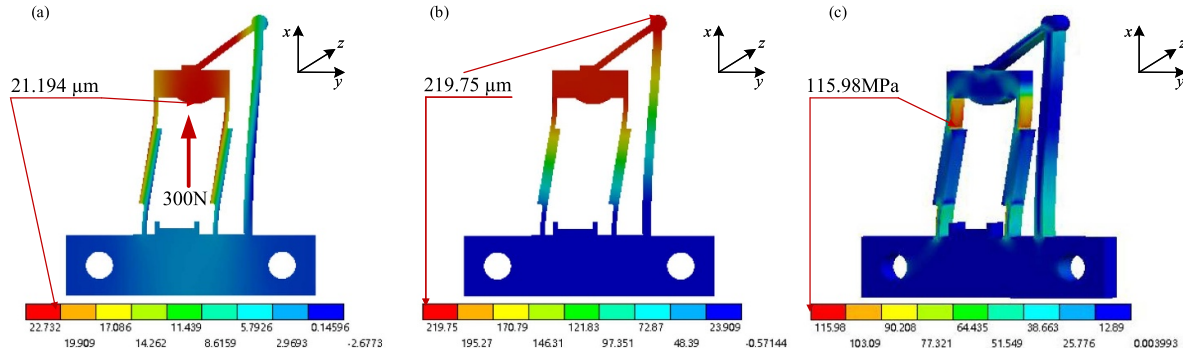 (a)
x
z
y
21.194 μm
300N
22.732 17.086 11.439 5.7926 0.14596
19.909 14.262 8.6159 2.9693 -2.6773
(b)
x
z
y
219.75 μm
219.75 170.79 121.83 72.87 23.909
195.27 146.31 97.351 48.39 -0.57144
(c)
x
z
y
115.98MPa
115.98 90.208 64.435 38.663 12.89
103.09 77.321 51.549 25.776 0.003993